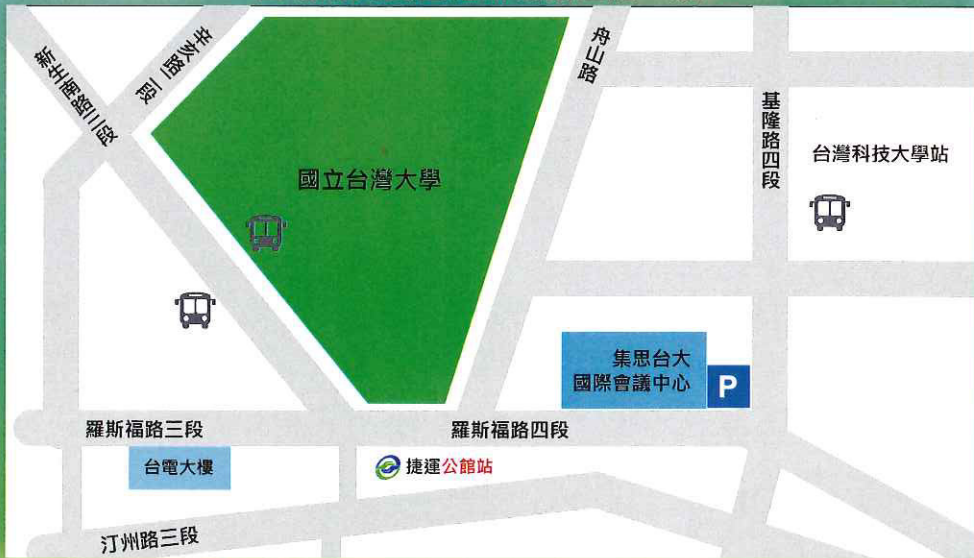 新生南路三段
辛亥路一段
舟山路
基隆路四段
台灣科技大學站
國立台灣大學
集思台大
國際會議中心
P
羅斯福路三段
羅斯福路四段
台電大樓
捷運公館站
汀州路三段